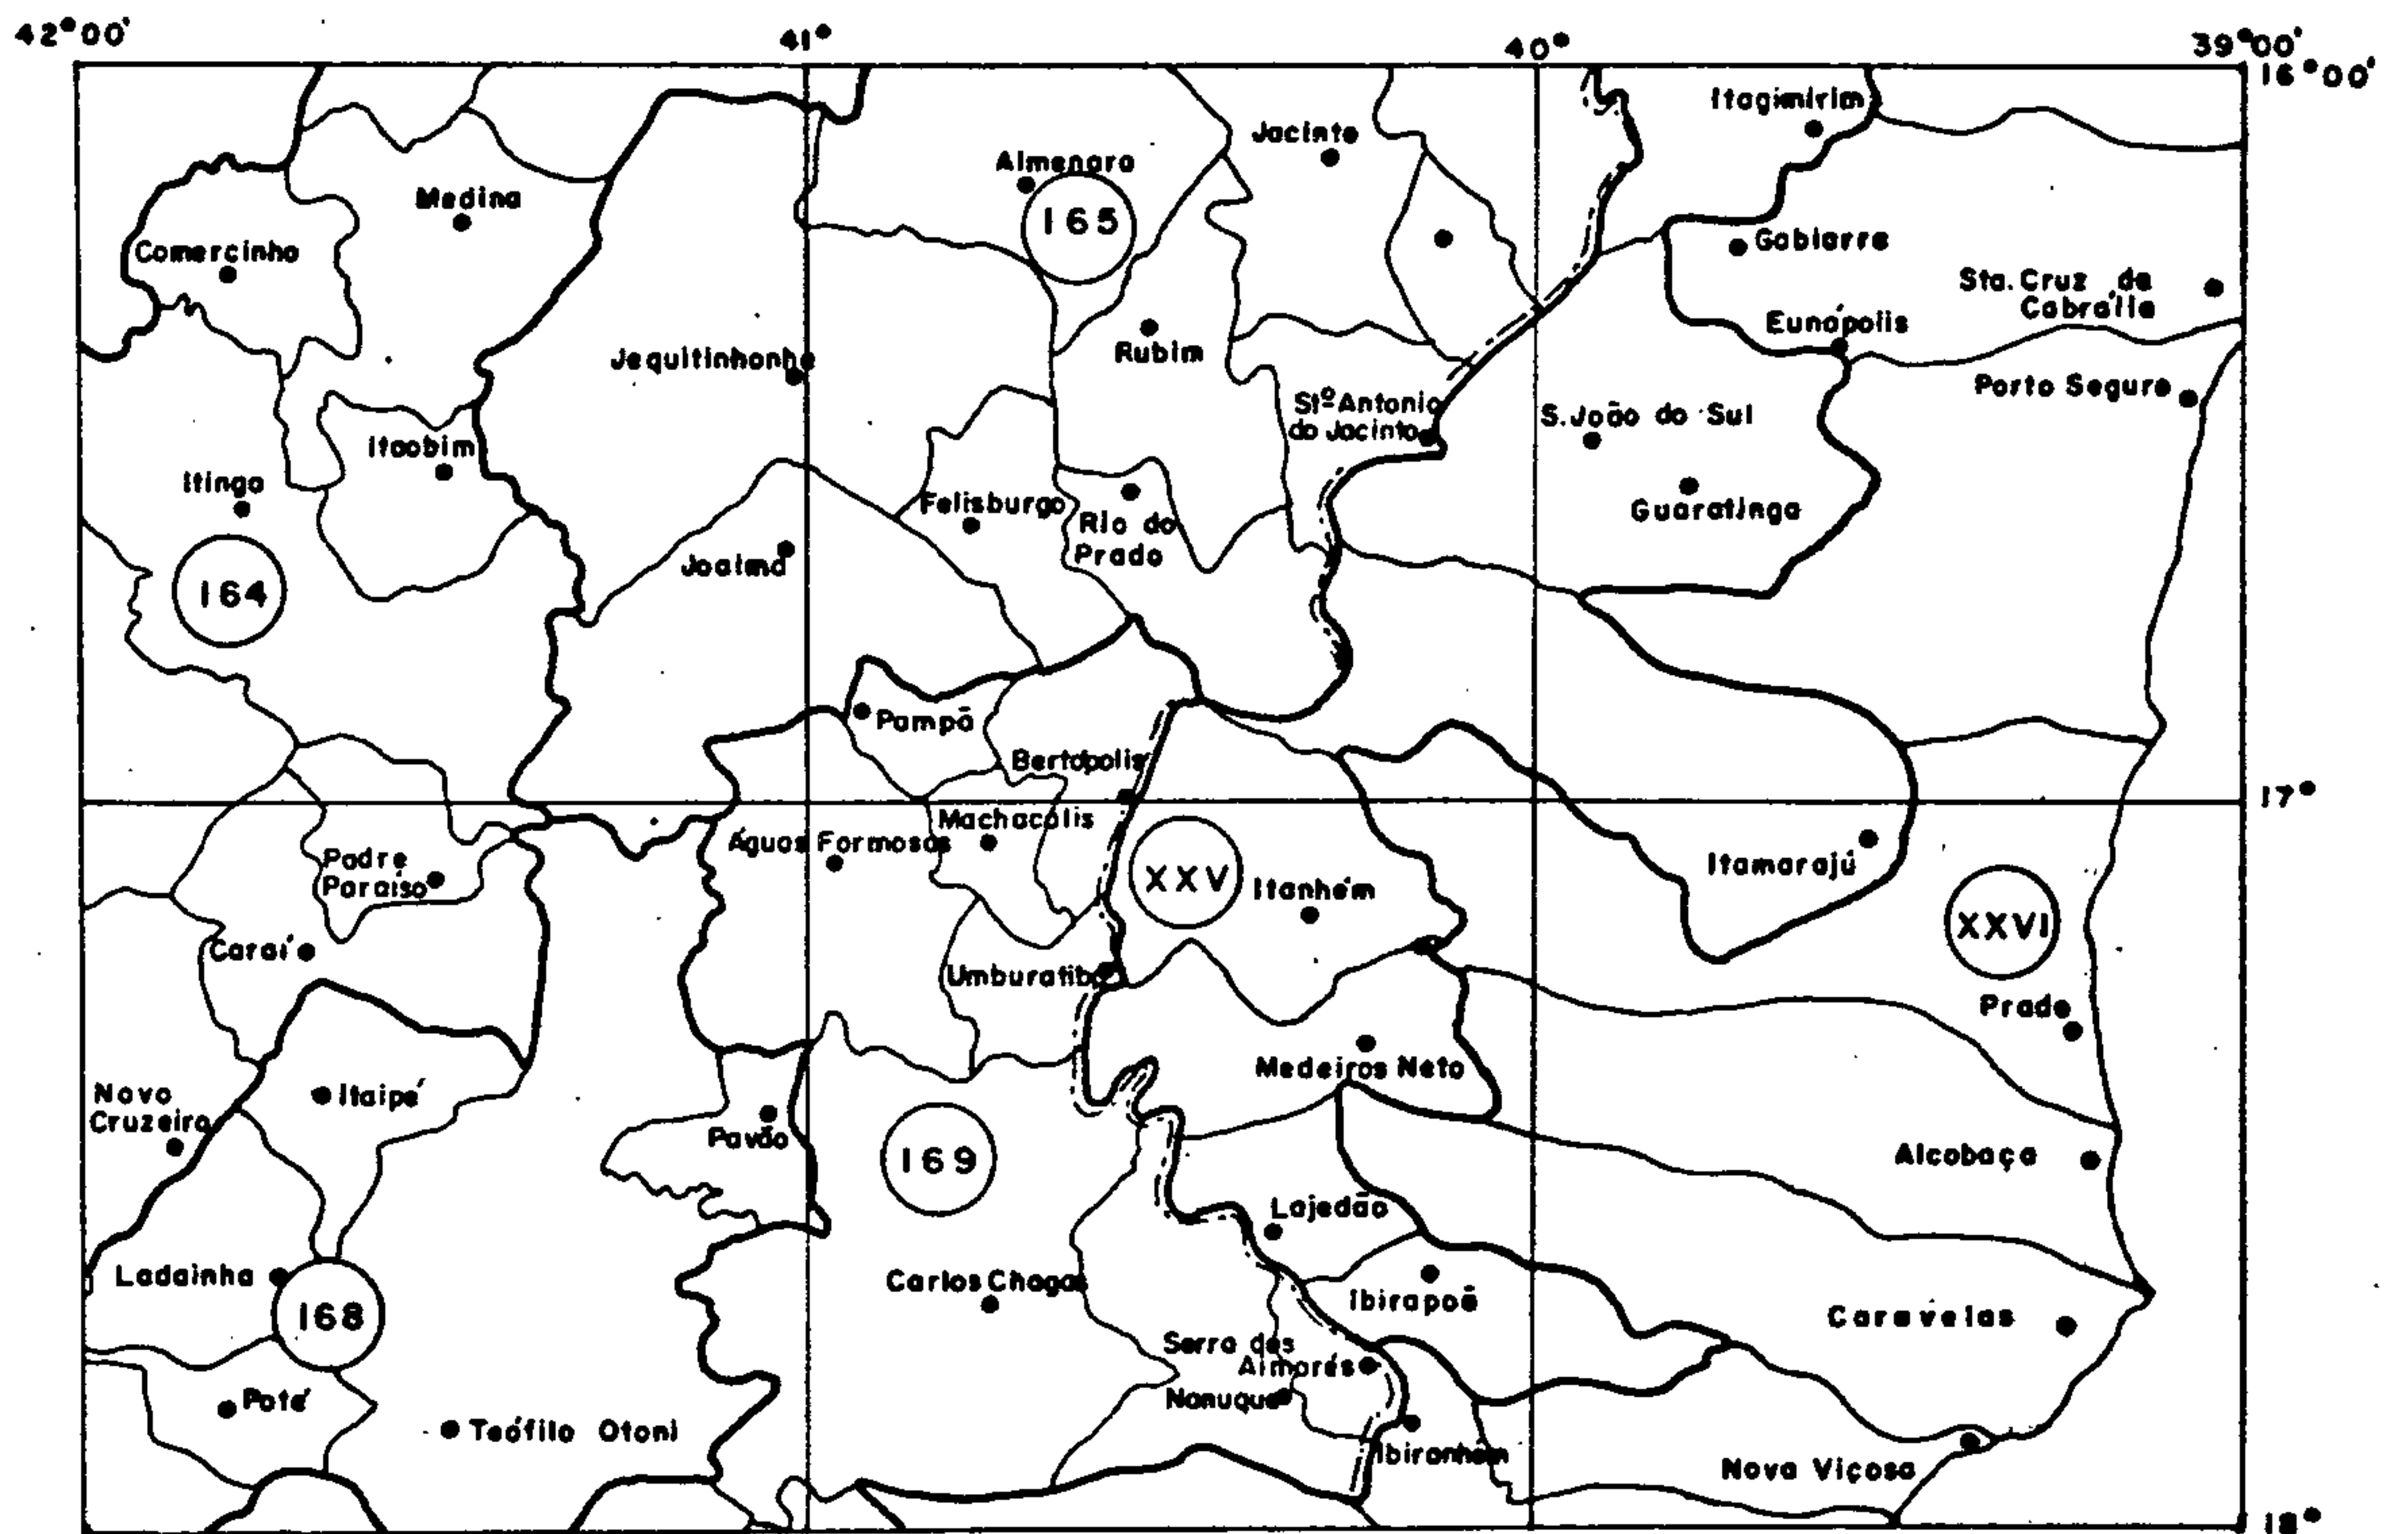 42°00'
41°
40°
39°00'
16°00'
Itagimirim
Jacinto
Almenara
165
Medina
Comercinho
Gabiarra
Sta. Cruz de
Cabrália
Eunápolis
Rubim
Jequitinhonha
Porto Seguro
Stº Antonio
do Jacinto
S. João do Sul
Itaobim
Itinga
Felisburgo
Rio do
Prado
Guaratinga
Joaima
164
Pampã
Bertópolis
17°
Machacalis
Águas Formosas
Padre
Paraíso
XXV
Itanhém
Itamarajú
XXVI
Caraí
Umburatiba
Prado
Medeiros Neto
Itaipé
Novo
Cruzeiro
Pavão
169
Alcobaça
Lajedão
Ladainha
Carlos Chagas
Ibirapoã
168
Caravelas
Serra dos
Aimorés
Nanuque
Poté
Teófilo Otoni
Ibiranhém
Nova Viçosa
18°